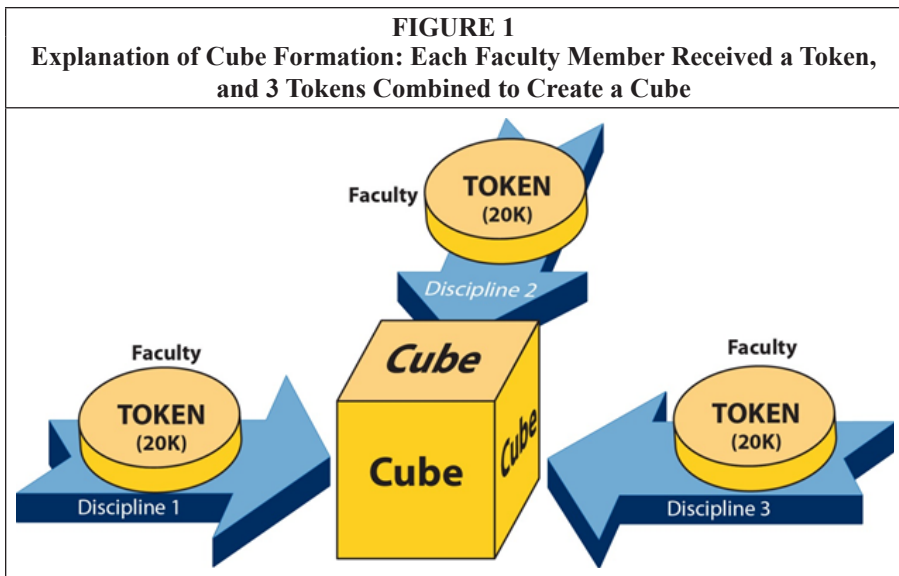 FIGURE 1
Explanation of Cube Formation: Each Faculty Member Received a Token,
and 3 Tokens Combined to Create a Cube
Faculty
TOKEN
(20K)
Discipline 2
Faculty
TOKEN
(20K)
Discipline 1
Cube
Cube
Cube
Faculty
TOKEN
(20K)
Discipline 3